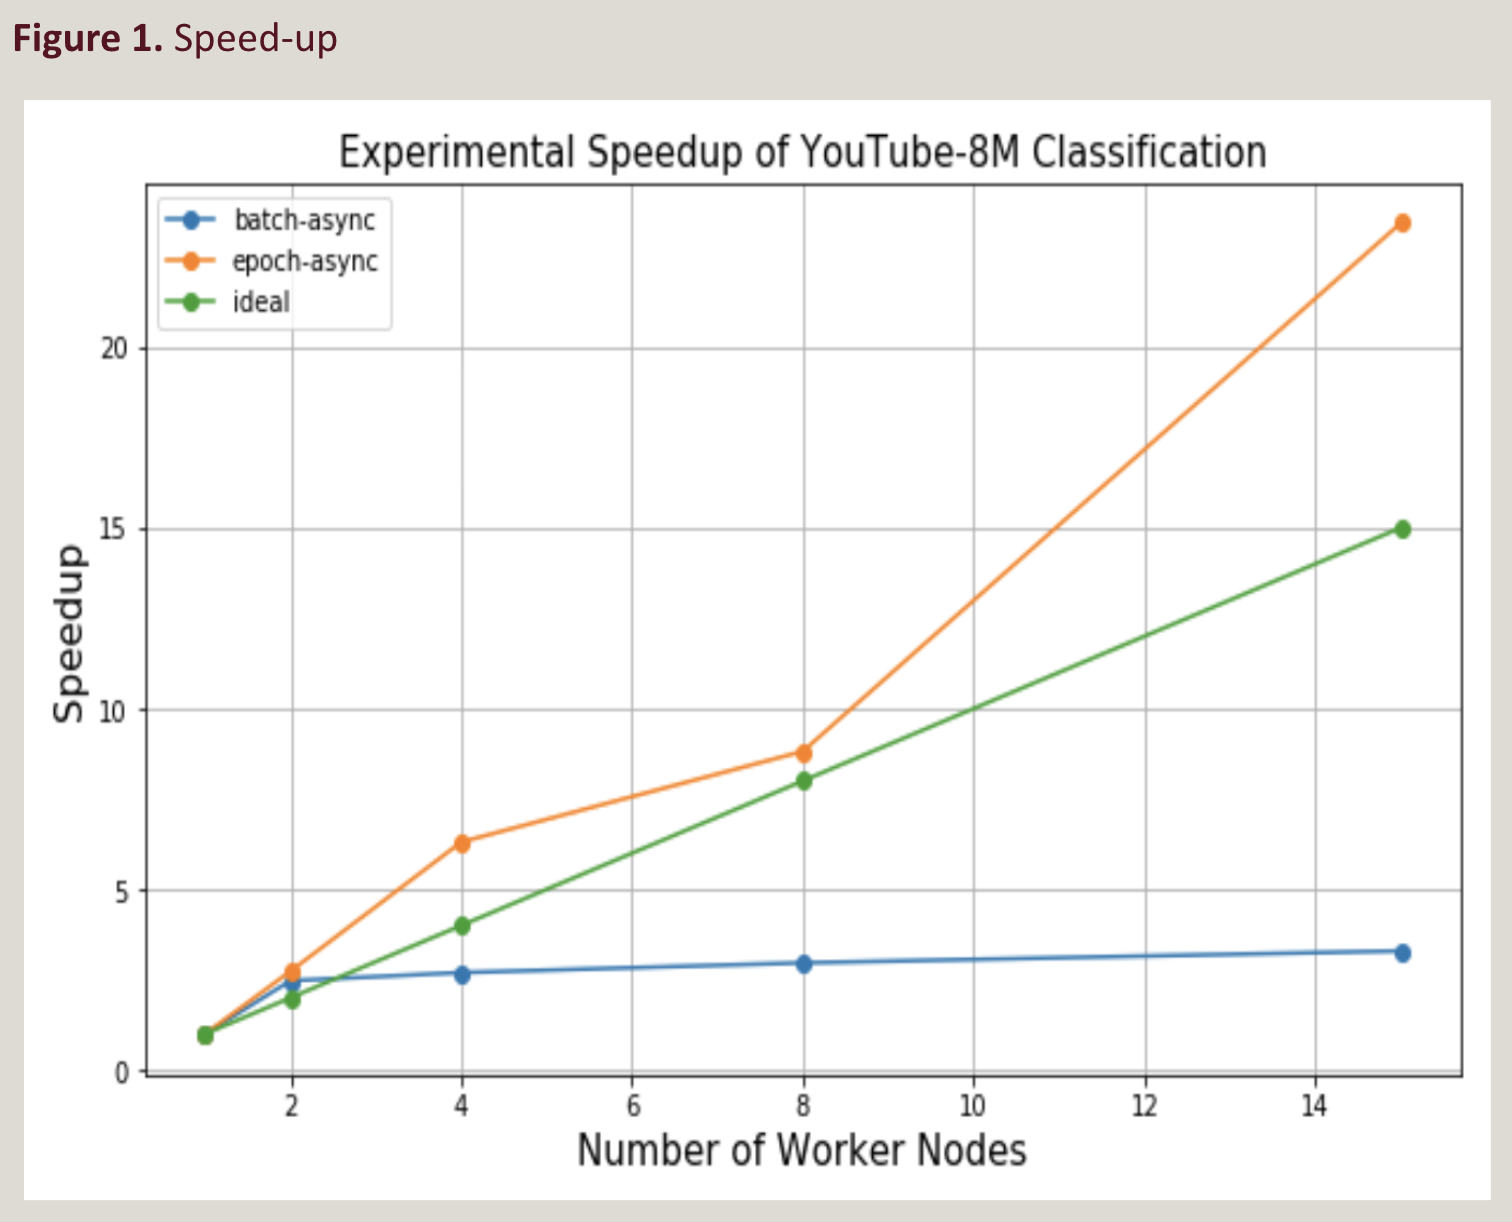 Figure 1. Speed-up
Experimental Speedup of YouTube-8M Classification
batch-async
epoch-async
ideal
20
15
10
5
0
Speedup
2 4 6 8 10 12 14
Number of Worker Nodes